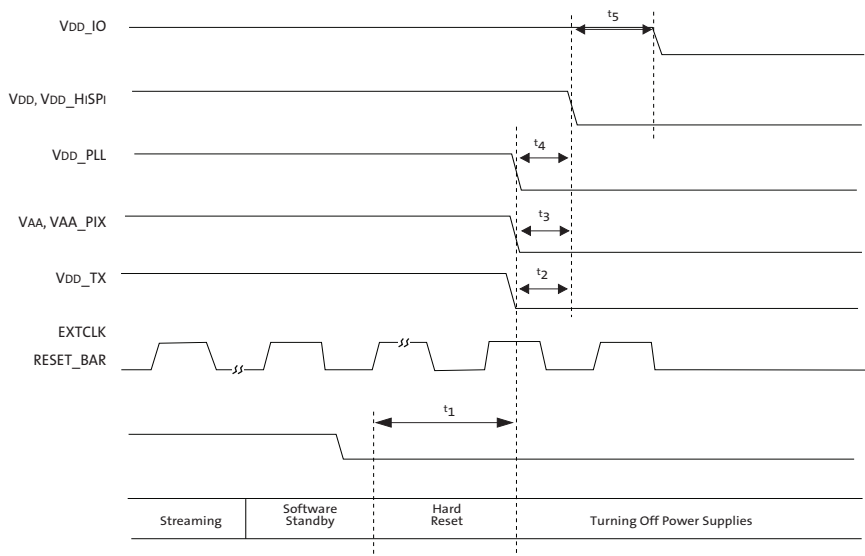 VDD_IO
t5
VDD, VDD_HiSPi
VDD_PLL
t4
VAA, VAA_PIX
t3
VDD_TX
t2
EXTCLK
RESET_BAR
t1
Streaming
Software
Standby
Hard
Reset
Turning Off Power Supplies